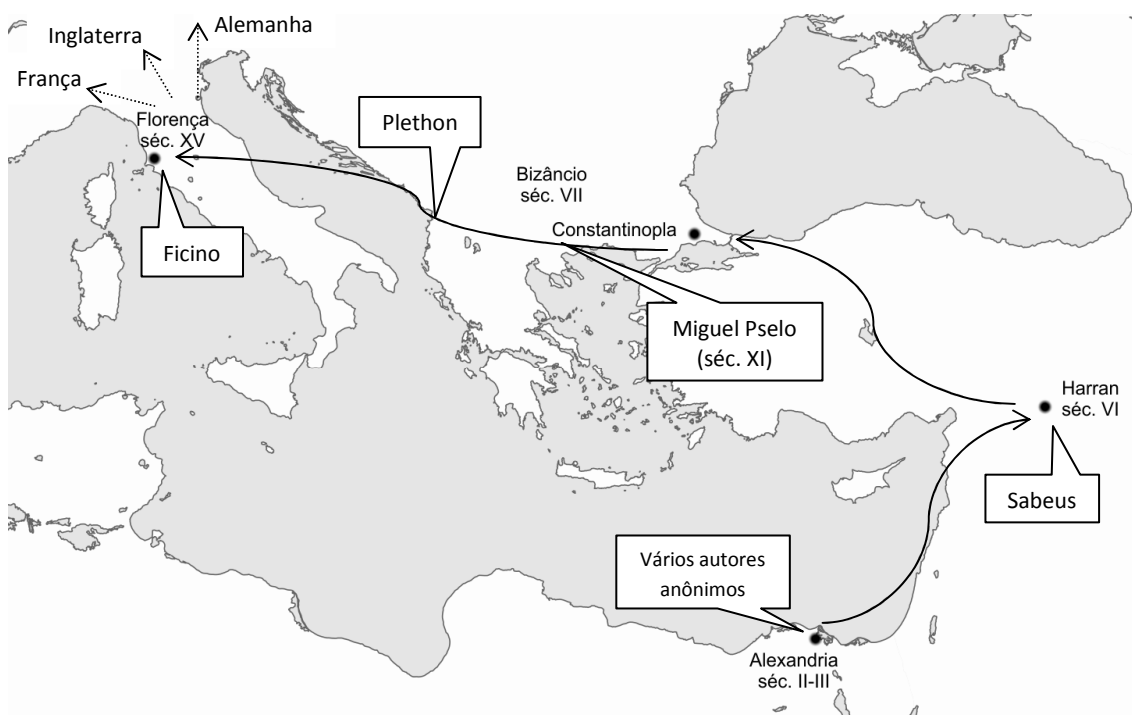 Alemanha
Inglaterra
França
Florença
séc. XV
Plethon
Ficino
Bizâncio
séc. VII
Constantinopla
Miguel Pselo
(séc. XI)
Harran
séc. VI
Sabeus
Vários autores
anônimos
Alexandria
séc. II-III